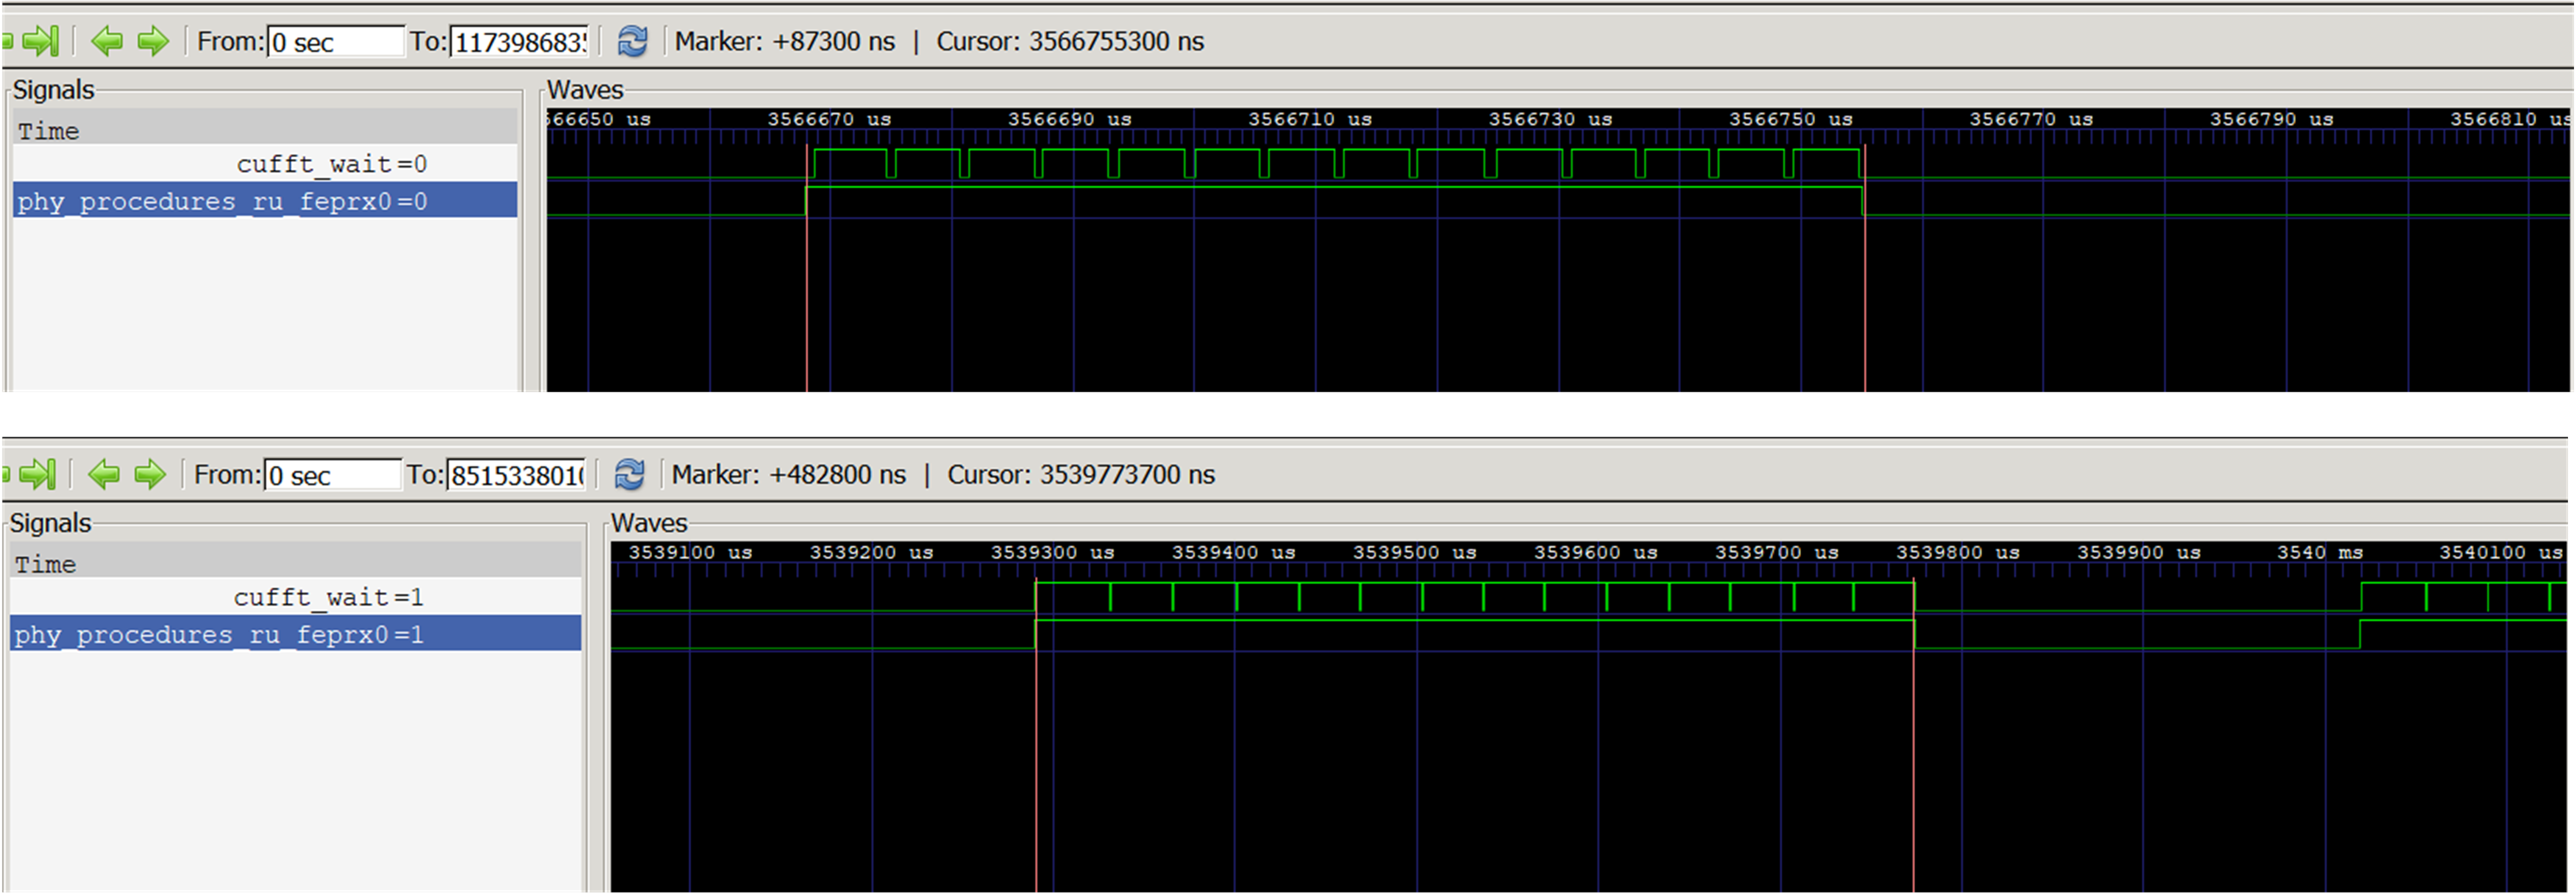 From: 0 sec To: 1173986835 Marker: +87300 ns | Cursor: 3566755300 ns
Signals Waves
Time 566650 us 3566670 us 3566690 us 3566710 us 3566730 us 3566750 us 3566770 us 3566790 us 3566810 us
cufft_wait=0
phy_procedures_ru_feprx0=0
From: 0 sec To: 851533801 Marker: +482800 ns | Cursor: 3539773700 ns
Signals Waves
Time 3539100 us 3539200 us 3539300 us 3539400 us 3539500 us 3539600 us 3539700 us 3539800 us 3539900 us 3540 ms 3540100 us
cufft_wait=1
phy_procedures_ru_feprx0=1